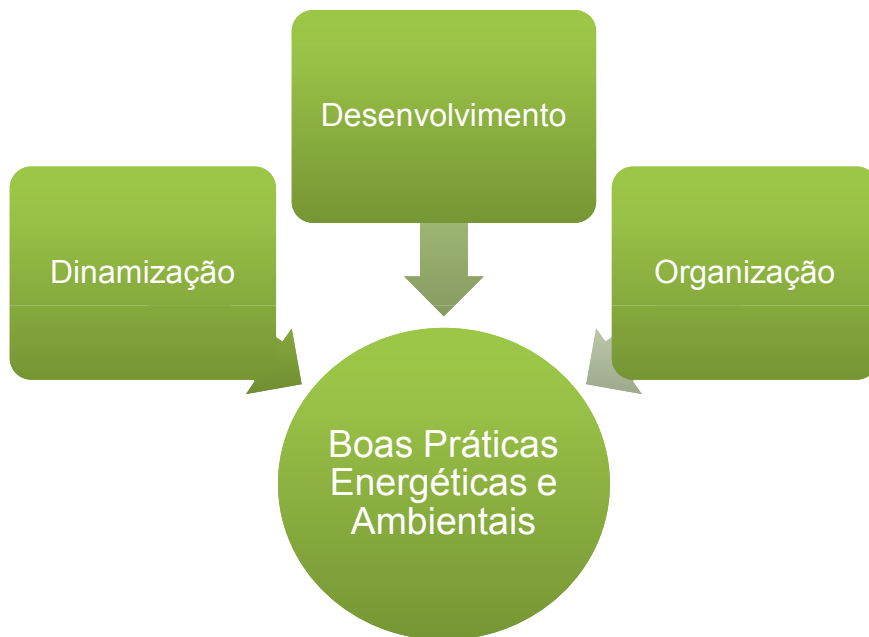 Desenvolvimento
Dinamização
Organização
Boas Práticas
Energéticas e
Ambientais